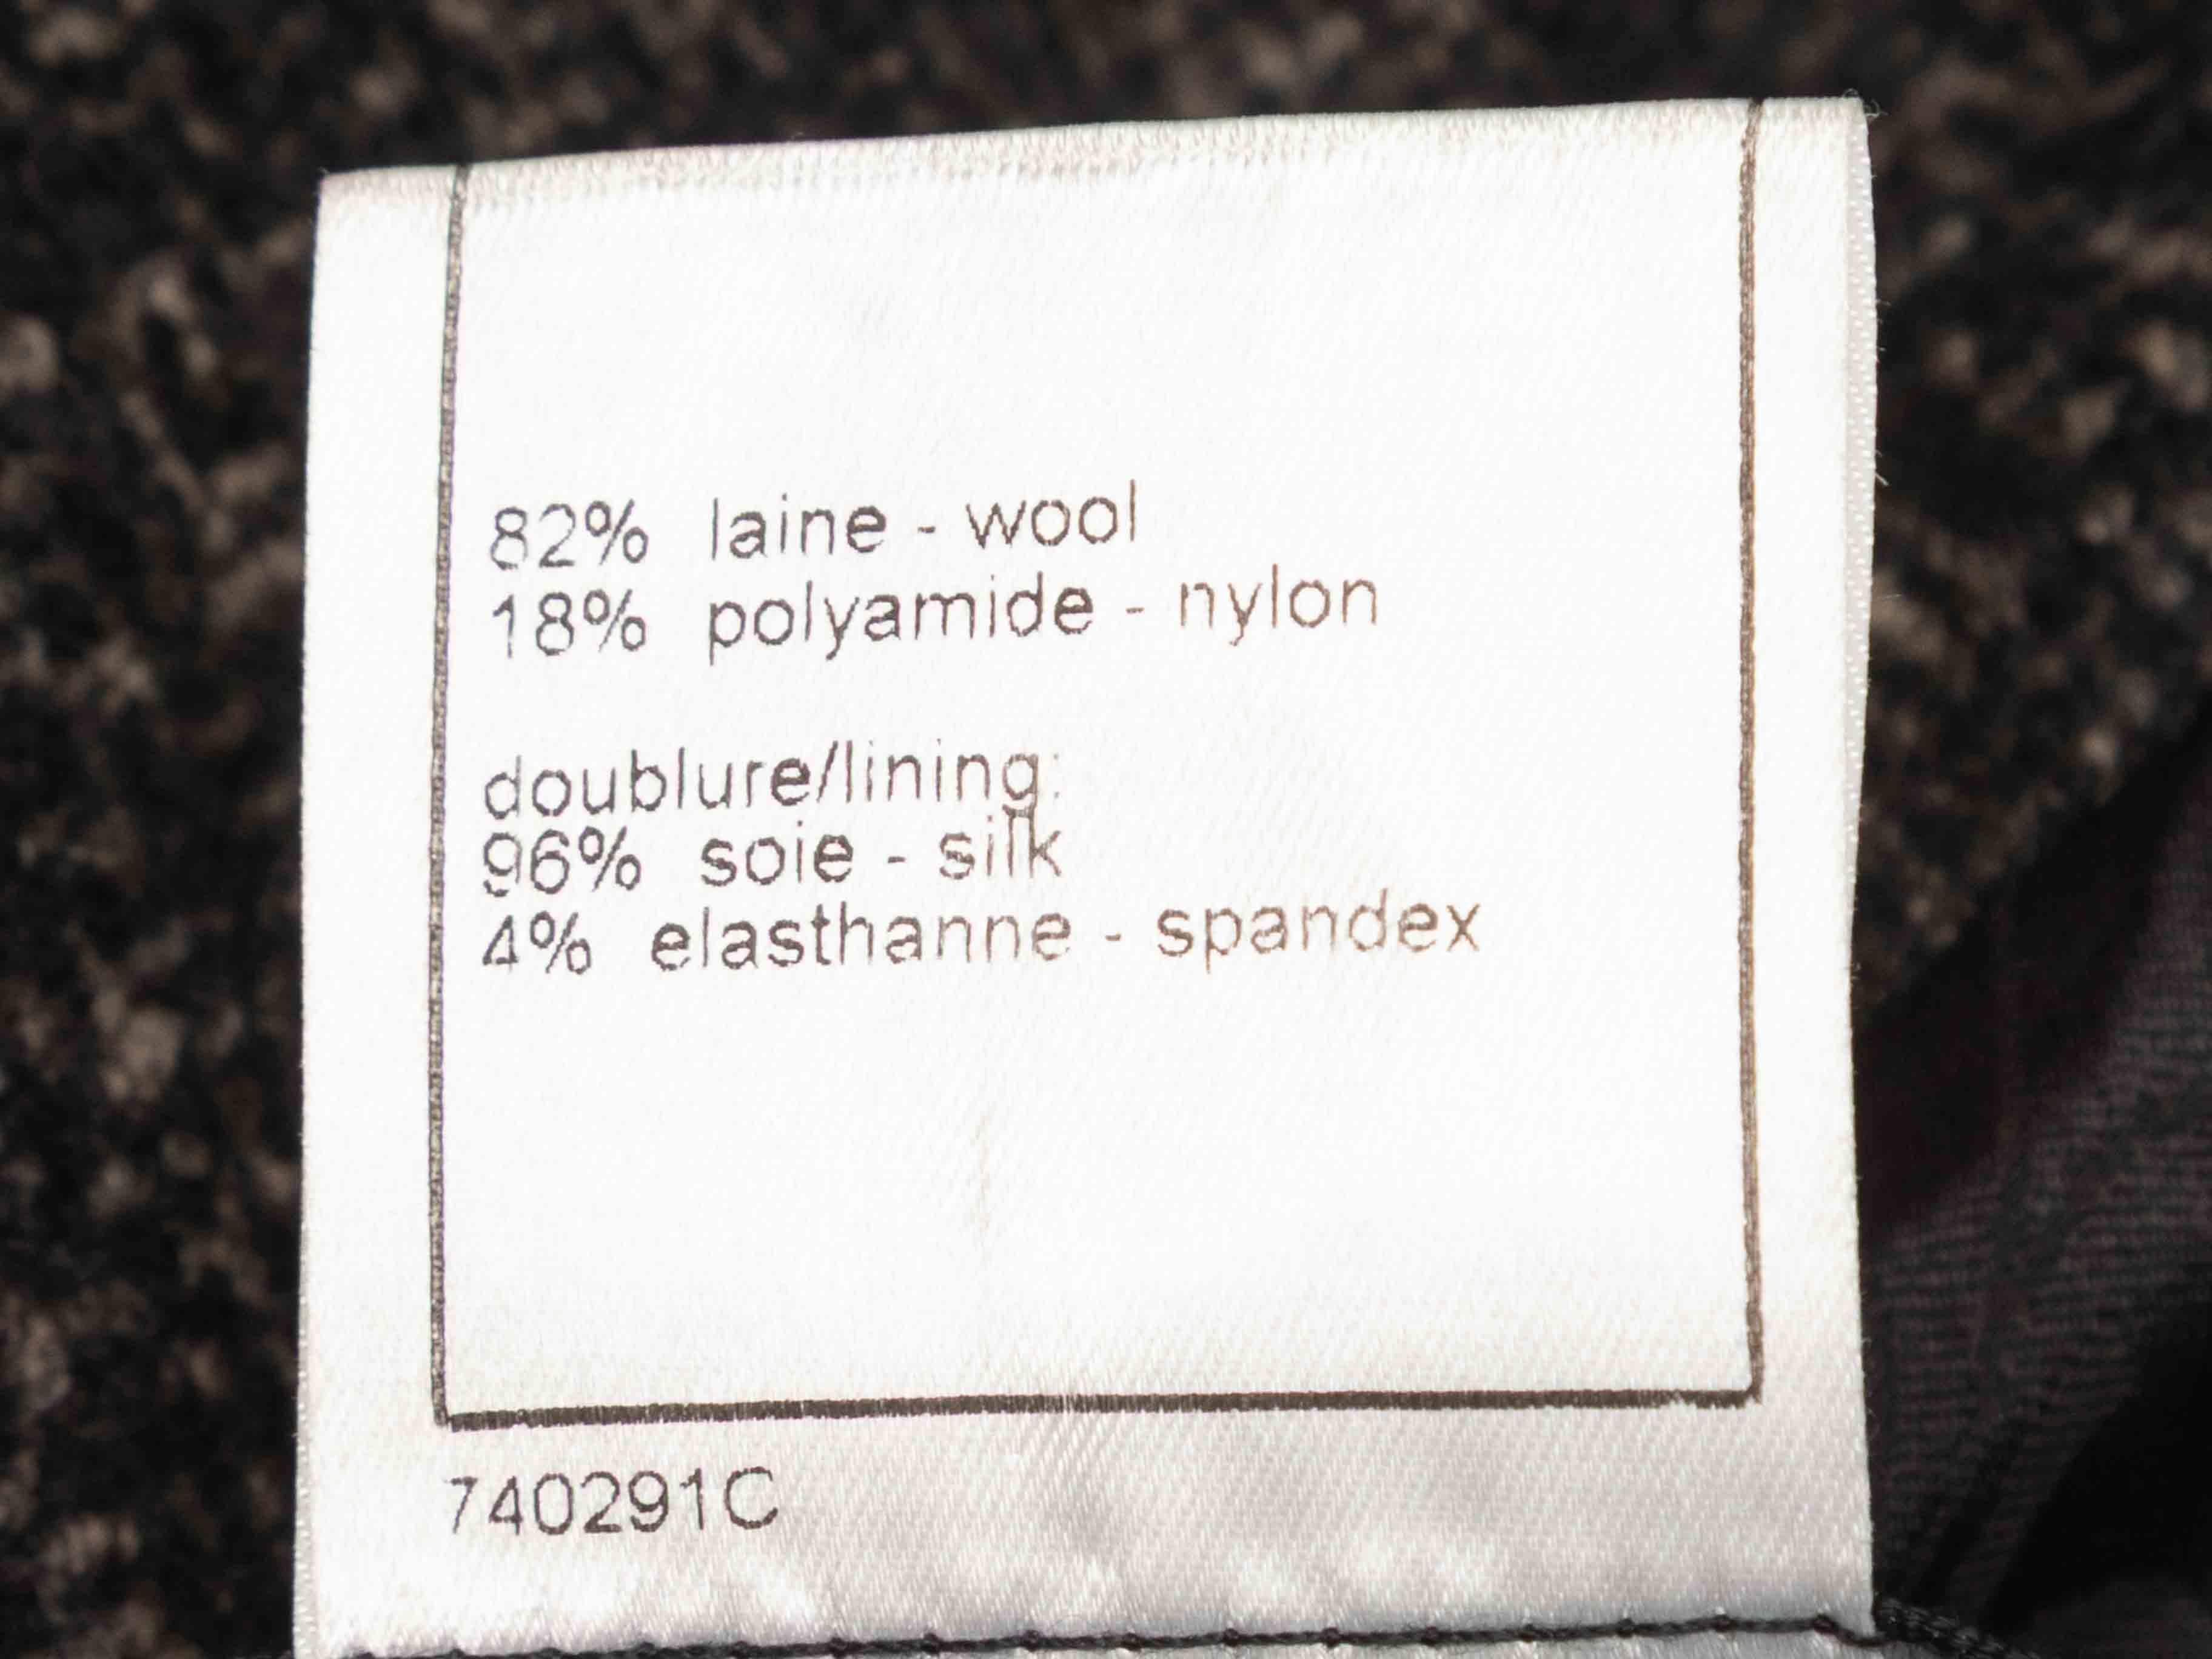 82% laine - wool
18% polyamide - nylon
doublure/lining:
96% soie - silk
4% elasthanne - spandex
740291C